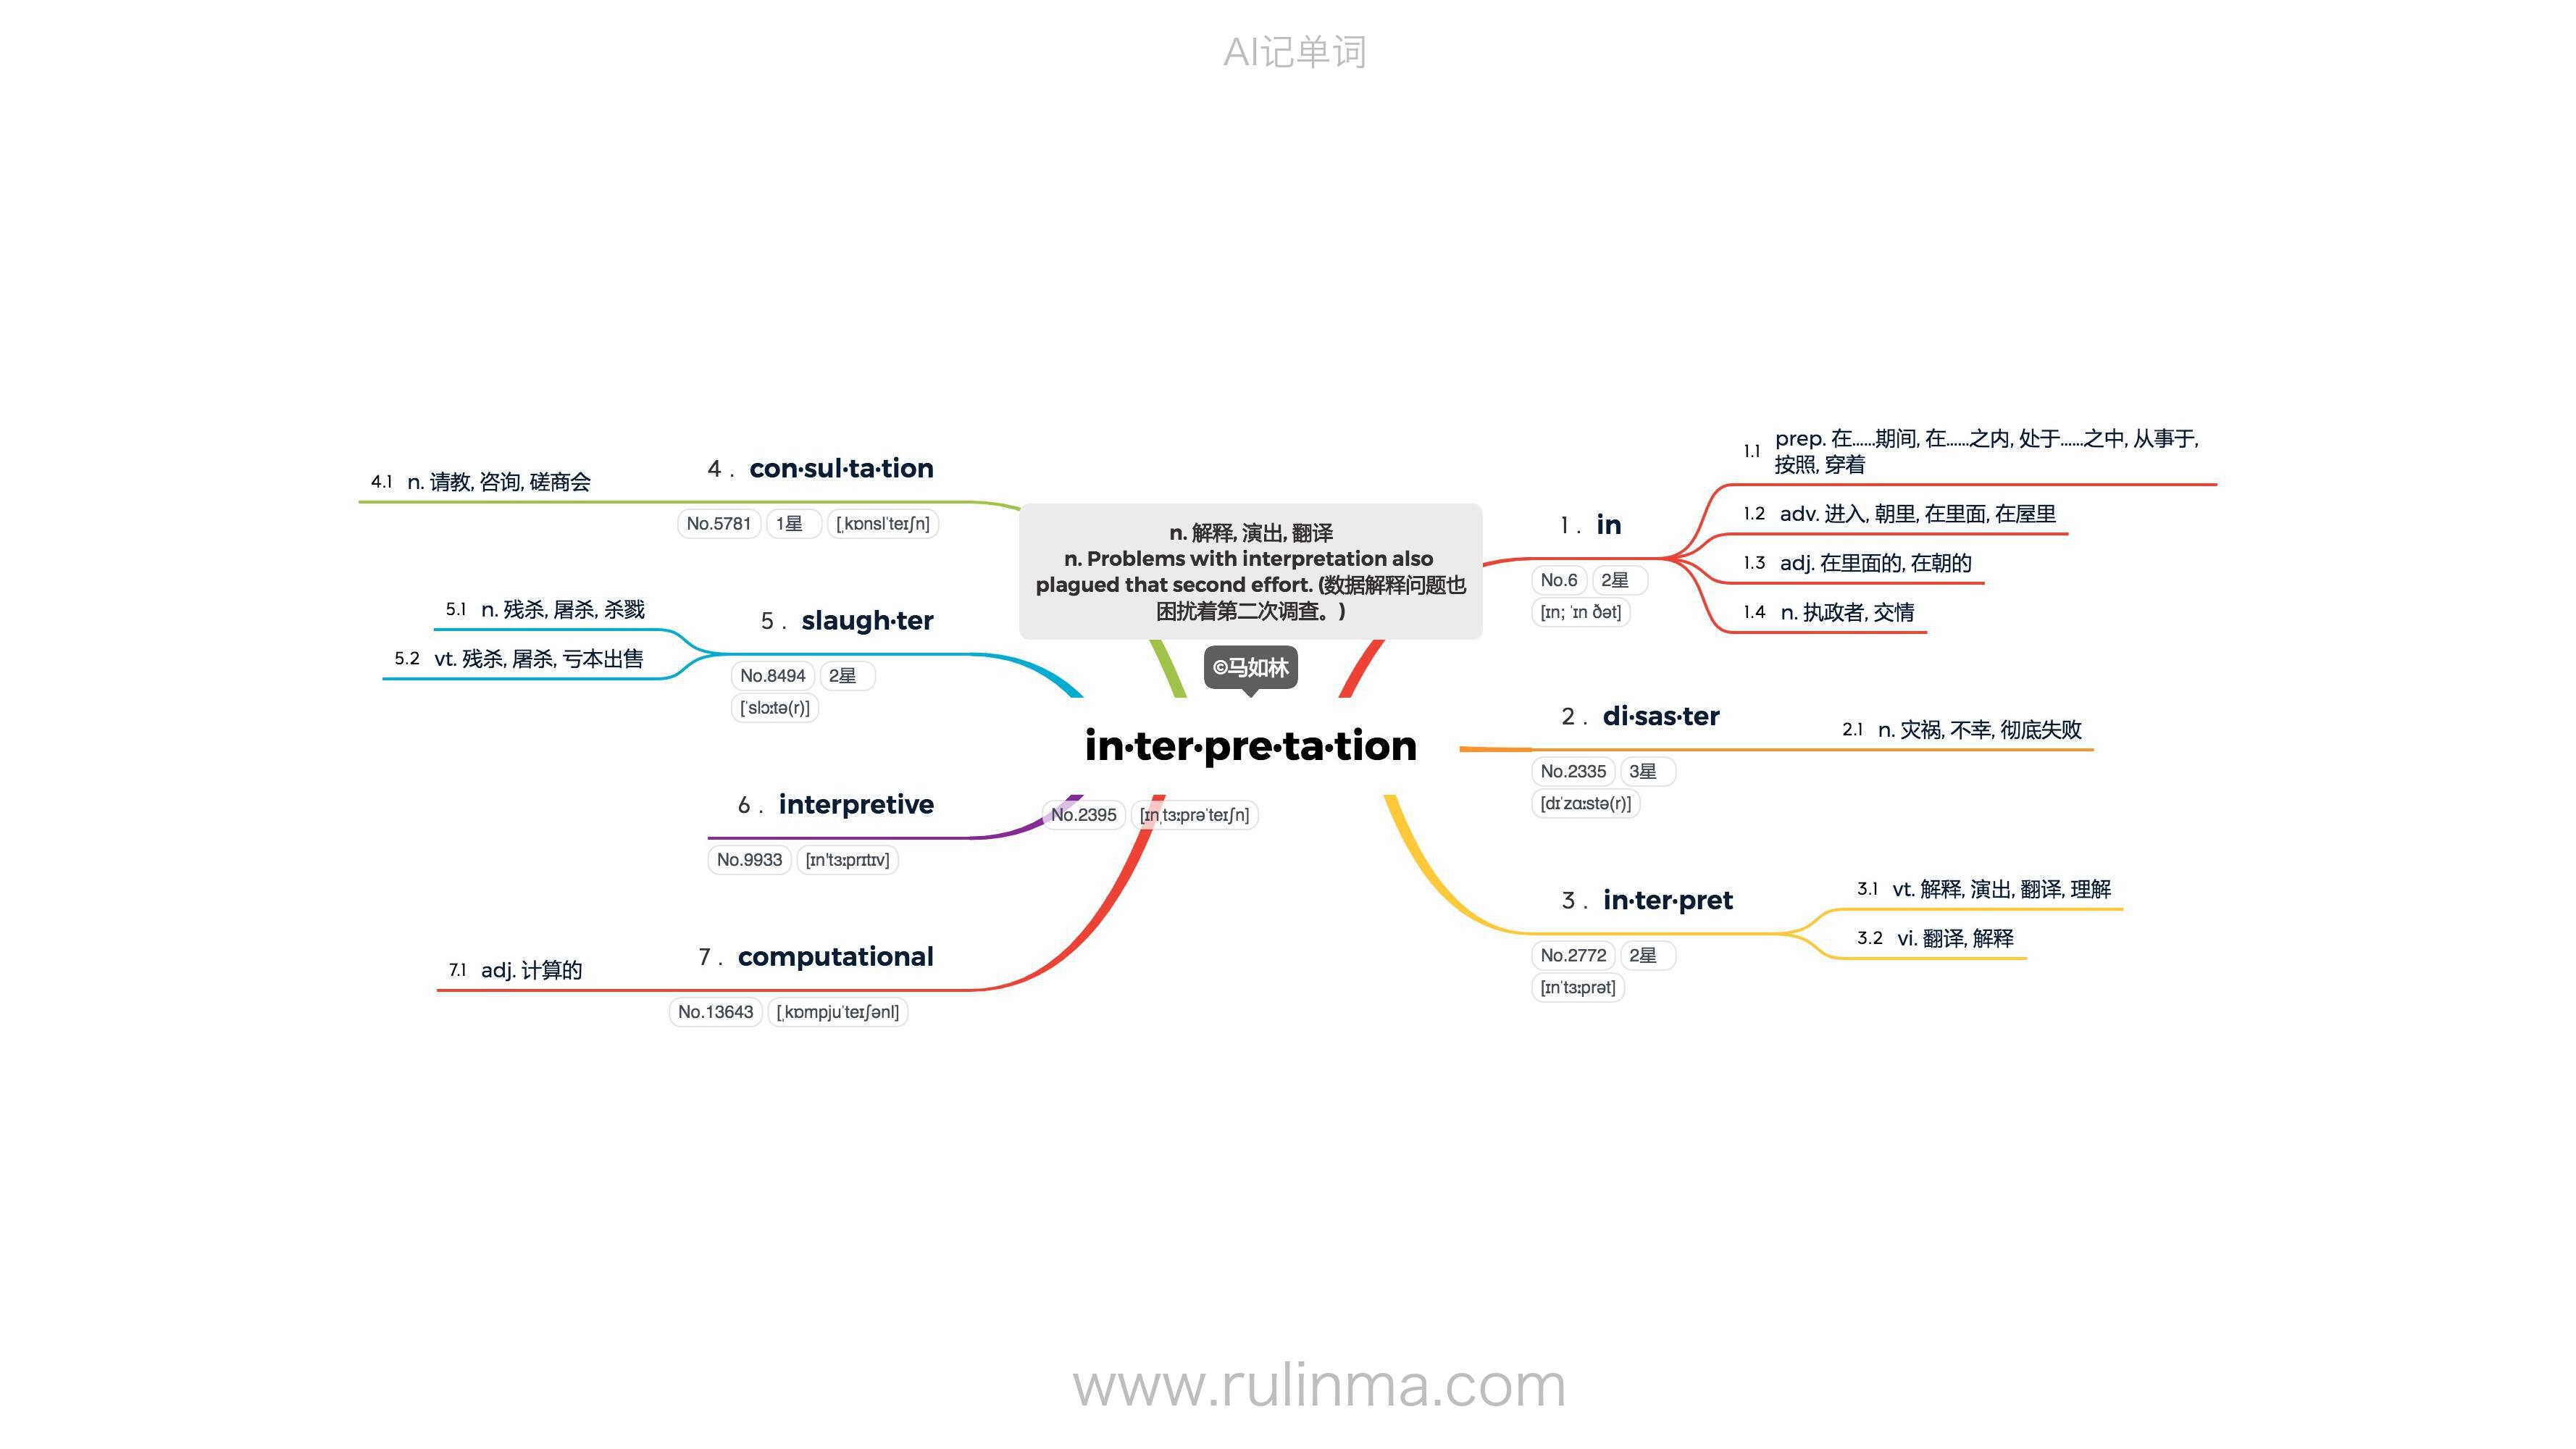 AI记单词
n. 解释, 演出, 翻译
n. Problems with interpretation also
plagued that second effort. (数据解释问题也
困扰着第二次调查。)
©马如林
in·ter·pre·ta·tion
No.2395 [ɪnˌtɜːprəˈteɪʃn]
1. in
No.6 2星
[ɪn; ˈɪn ðət]
1.1 prep. 在……期间, 在……之内, 处于……之中, 从事于,
按照, 穿着
1.2 adv. 进入, 朝里, 在里面, 在屋里
1.3 adj. 在里面的, 在朝的
1.4 n. 执政者, 交情
2. di·sas·ter
No.2335 3星
[dɪˈzɑːstə(r)]
2.1 n. 灾祸, 不幸, 彻底失败
3. in·ter·pret
No.2772 2星
[ɪnˈtɜːprət]
3.1 vt. 解释, 演出, 翻译, 理解
3.2 vi. 翻译, 解释
4. con·sul·ta·tion
No.5781 1星 [ˌkɒnslˈteɪʃn]
4.1 n. 请教, 咨询, 磋商会
5. slaugh·ter
No.8494 2星
[ˈslɔːtə(r)]
5.1 n. 残杀, 屠杀, 杀戮
5.2 vt. 残杀, 屠杀, 亏本出售
6. interpretive
No.9933 [ɪn'tɜːprɪtɪv]
7. computational
No.13643 [ˌkɒmpjuˈteɪʃənl]
7.1 adj. 计算的
www.rulinma.com